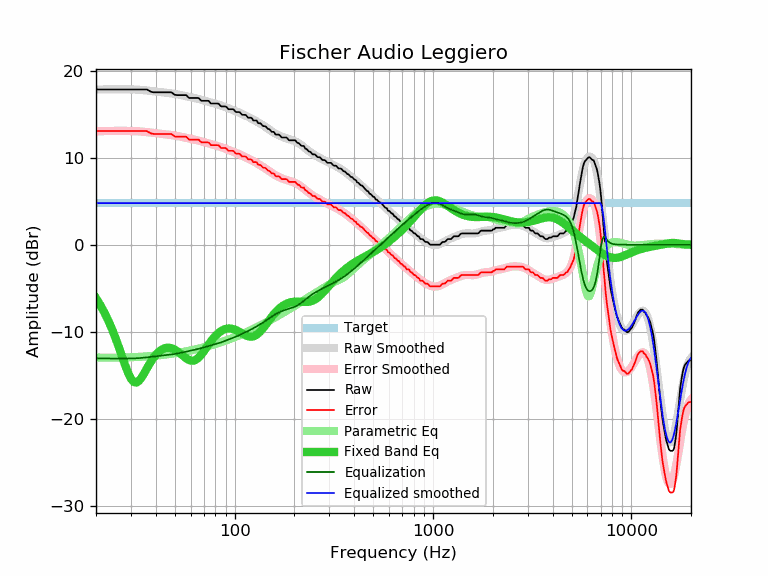 Fischer Audio Leggiero
20
10
0
−10
−20
−30
Amplitude (dBr)
Target
Raw Smoothed
Error Smoothed
Raw
Error
Parametric Eq
Fixed Band Eq
Equalization
Equalized smoothed
100 1000 10000
Frequency (Hz)